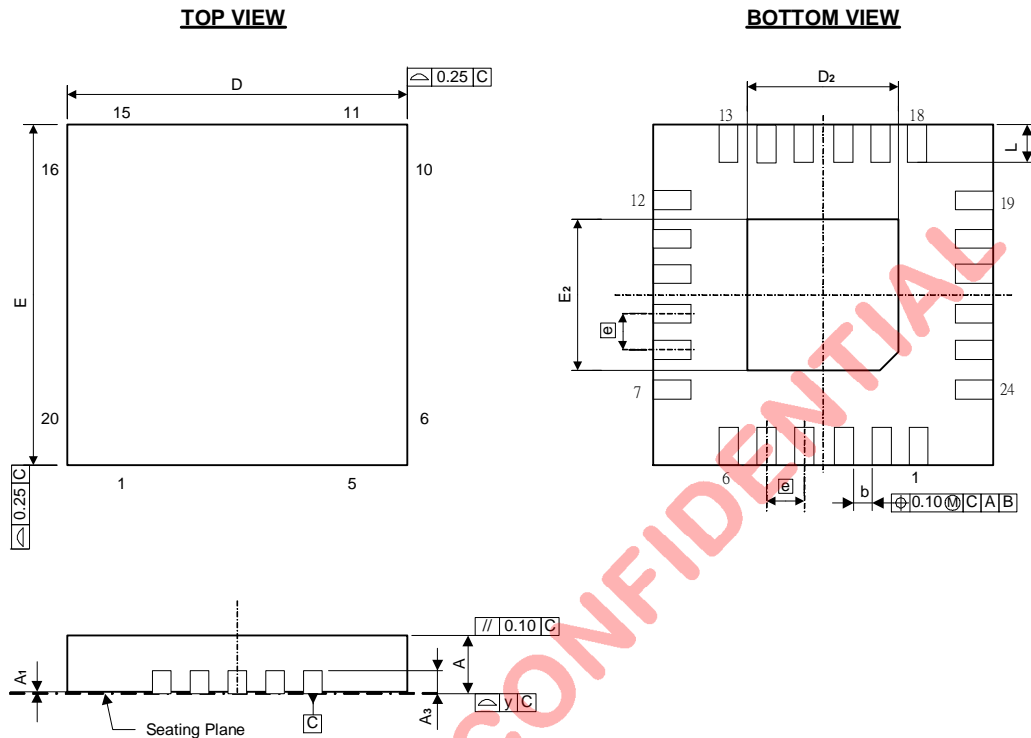 TOP VIEW
BOTTOM VIEW
D
⌓ 0.25 C
15
11
16
10
E
20
6
1
5
⌓ 0.25 C
D2
13
18
L
12
19
E2
e
7
24
6
1
e
b
⌖ 0.10 Ⓜ C A B
// 0.10 C
A1
A
A3
⌓ y C
C
Seating Plane
CONFIDENTIAL